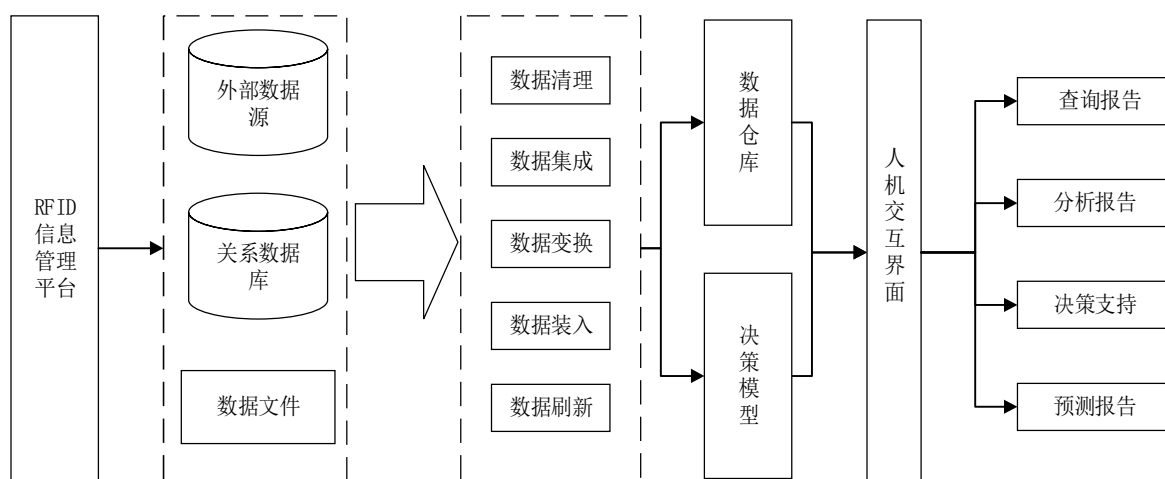 RFID
信息
管理
平台
外部数据
源
关系数据
库
数据文件
数据清理
数据集成
数据变换
数据装入
数据刷新
数
据
仓
库
决
策
模
型
人
机
交
互
界
面
查询报告
分析报告
决策支持
预测报告